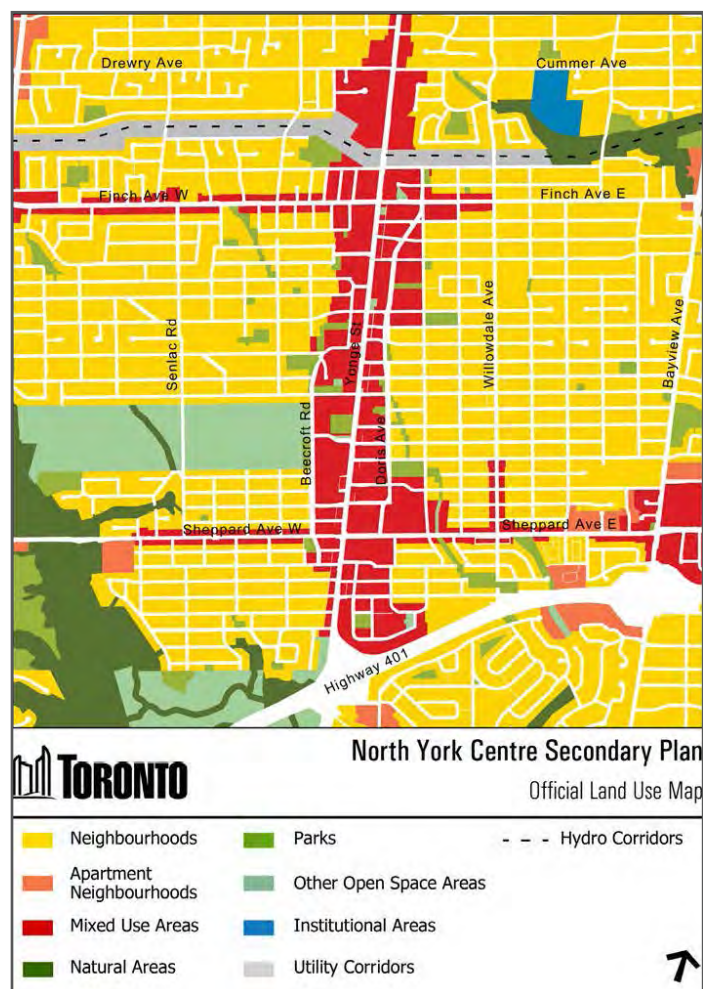 Drewry Ave
Cummer Ave
Finch Ave W
Finch Ave E
Senlac Rd
Yonge St
Willowdale Ave
Bayview Ave
Beecroft Rd
Doris Ave
Sheppard Ave W
Sheppard Ave E
Highway 401
TORONTO
North York Centre Secondary Plan
Official Land Use Map
Neighbourhoods
Parks
Hydro Corridors
Apartment
Neighbourhoods
Other Open Space Areas
Mixed Use Areas
Institutional Areas
Natural Areas
Utility Corridors